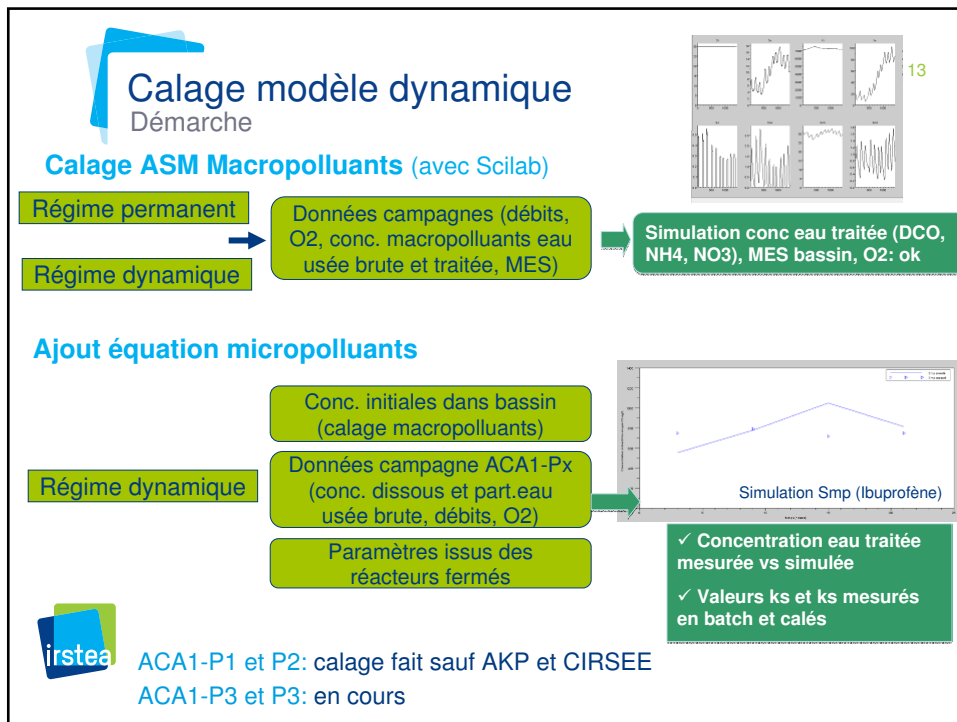 13
Calage modèle dynamique
Démarche
Calage ASM Macropolluants (avec Scilab)
Régime permanent
Régime dynamique
Données campagnes (débits,
O2, conc. macropolluants eau
usée brute et traitée, MES)
Simulation conc eau traitée (DCO,
NH4, NO3), MES bassin, O2: ok
Ajout équation micropolluants
Régime dynamique
Conc. initiales dans bassin
(calage macropolluants)
Données campagne ACA1-Px
(conc. dissous et part.eau
usée brute, débits, O2)
Paramètres issus des
réacteurs fermés
Simulation Smp (Ibuprofène)
✓ Concentration eau traitée
mesurée vs simulée
✓ Valeurs ks et ks mesurés
en batch et calés
irstea
ACA1-P1 et P2: calage fait sauf AKP et CIRSEE
ACA1-P3 et P3: en cours